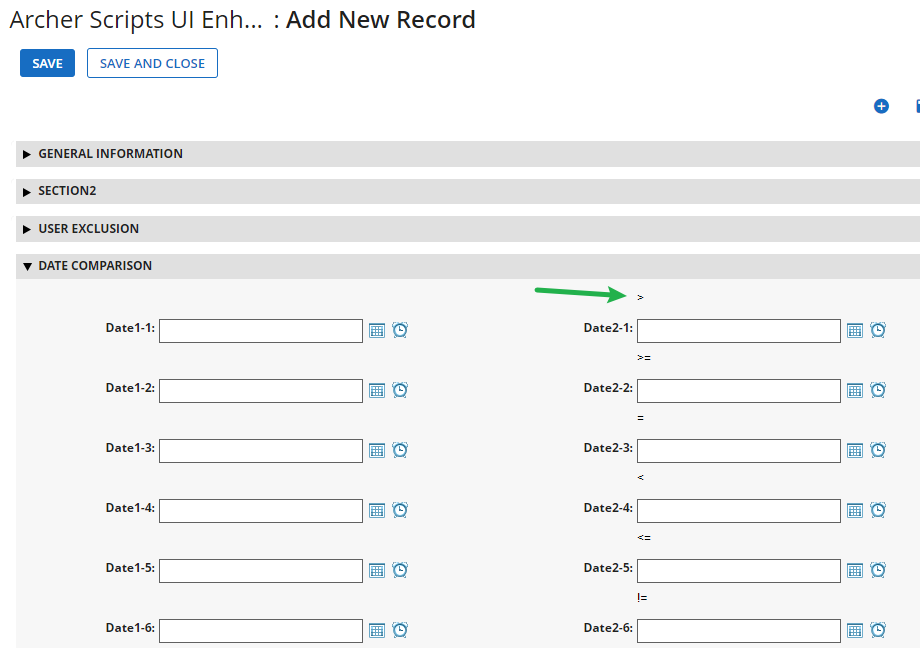 Archer Scripts UI Enh... : Add New Record
SAVE SAVE AND CLOSE
GENERAL INFORMATION
SECTION2
USER EXCLUSION
DATE COMPARISON
>
Date1-1: Date2-1:
>=
Date1-2: Date2-2:
=
Date1-3: Date2-3:
<
Date1-4: Date2-4:
<=
Date1-5: Date2-5:
!=
Date1-6: Date2-6: